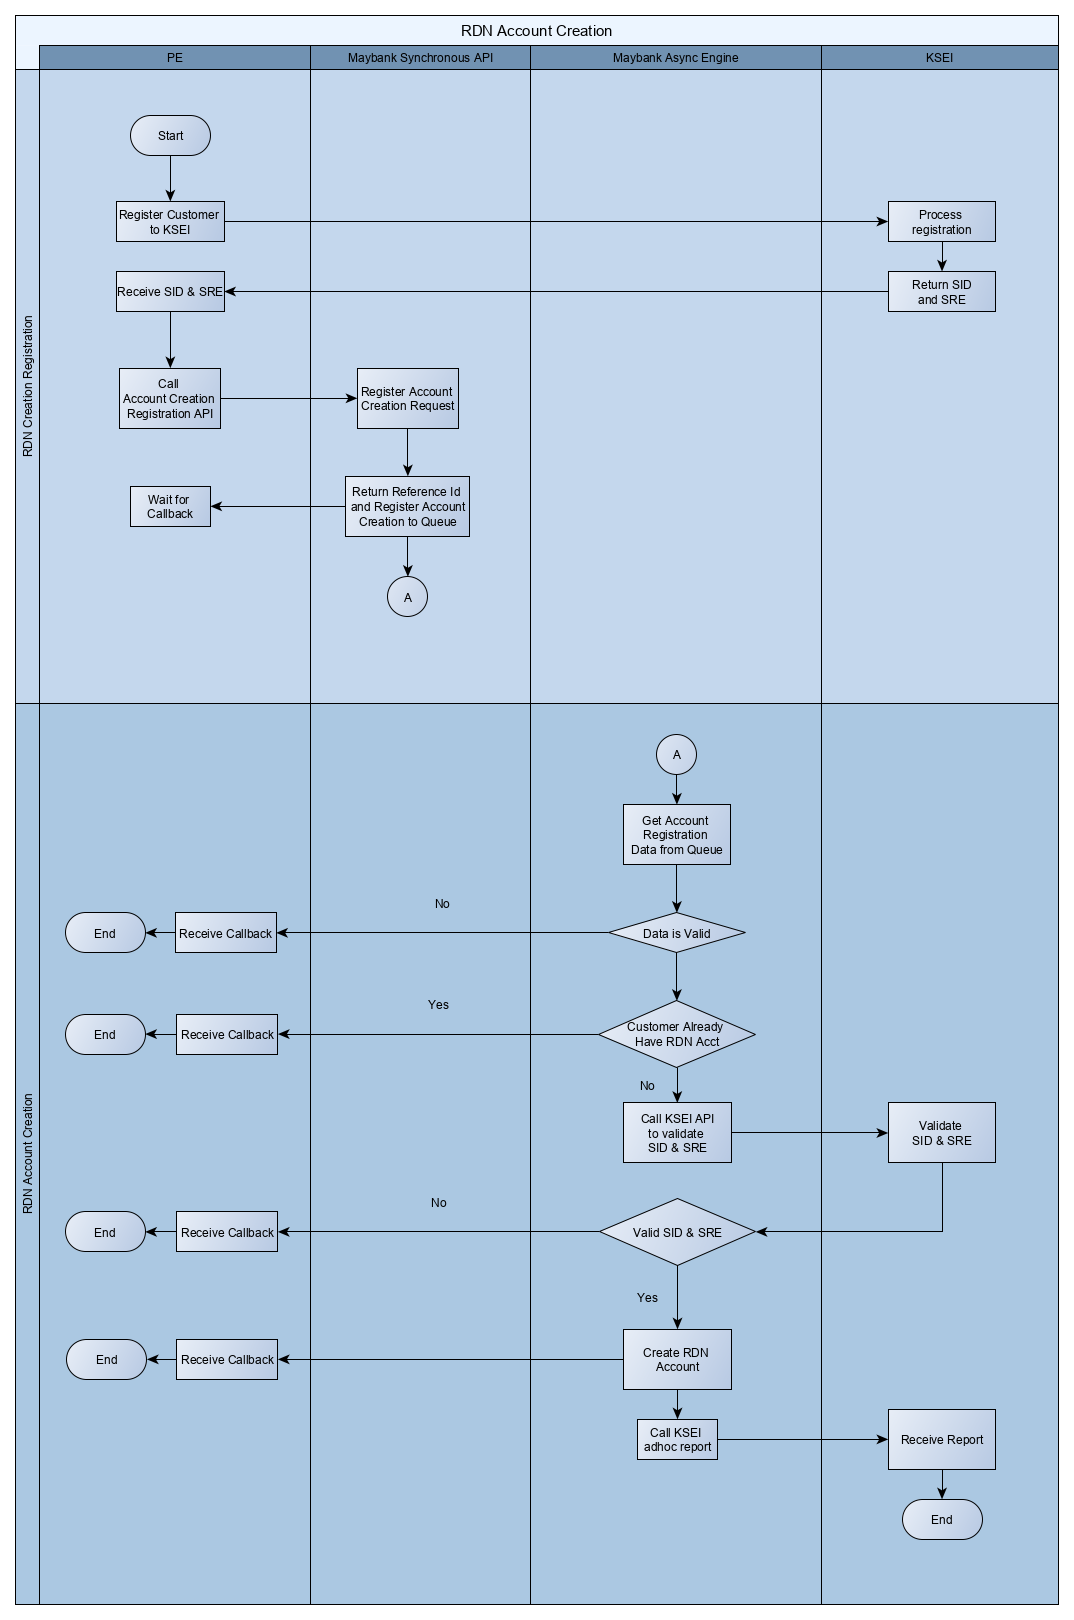 RDN Account Creation
PE
Maybank Synchronous API
Maybank Async Engine
KSEI
RDN Creation Registration
Start
Register Customer
to KSEI
Process
registration
Receive SID & SRE
Return SID
and SRE
Call
Account Creation
Registration API
Register Account
Creation Request
Wait for
Callback
Return Reference Id
and Register Account
Creation to Queue
A
RDN Account Creation
A
Get Account
Registration
Data from Queue
No
End
Receive Callback
Data is Valid
Yes
End
Receive Callback
Customer Already
Have RDN Acct
No
Call KSEI API
to validate
SID & SRE
Validate
SID & SRE
No
End
Receive Callback
Valid SID & SRE
Yes
End
Receive Callback
Create RDN
Account
Call KSEI
adhoc report
Receive Report
End